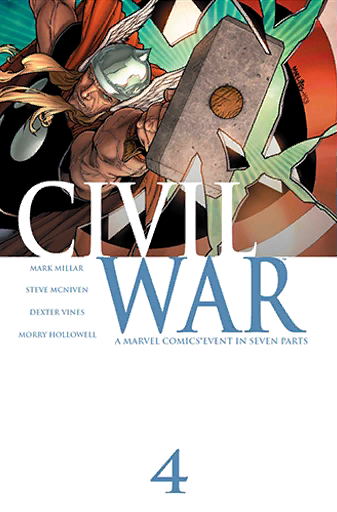 CIVIL
WAR
MARK MILLAR
STEVE MCNIVEN
DEXTER VINES
MORRY HOLLOWELL
A MARVEL COMICS® EVENT IN SEVEN PARTS
4